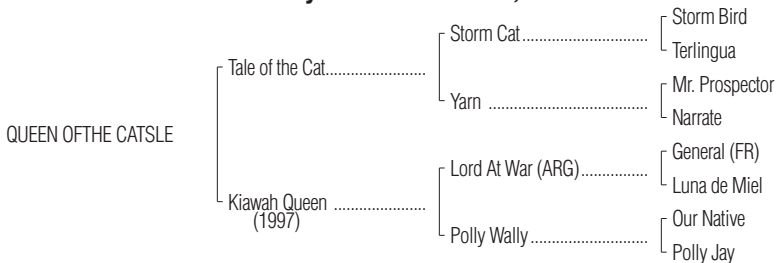 Storm Bird
Storm Cat..................................
Terlingua
Tale of the Cat..........................
Mr. Prospector
Yarn ..........................................
Narrate
QUEEN OFTHE CATSLE
General (FR)
Lord At War (ARG)..................
Luna de Miel
Kiawah Queen ........................
(1997)
Our Native
Polly Wally...............................
Polly Jay